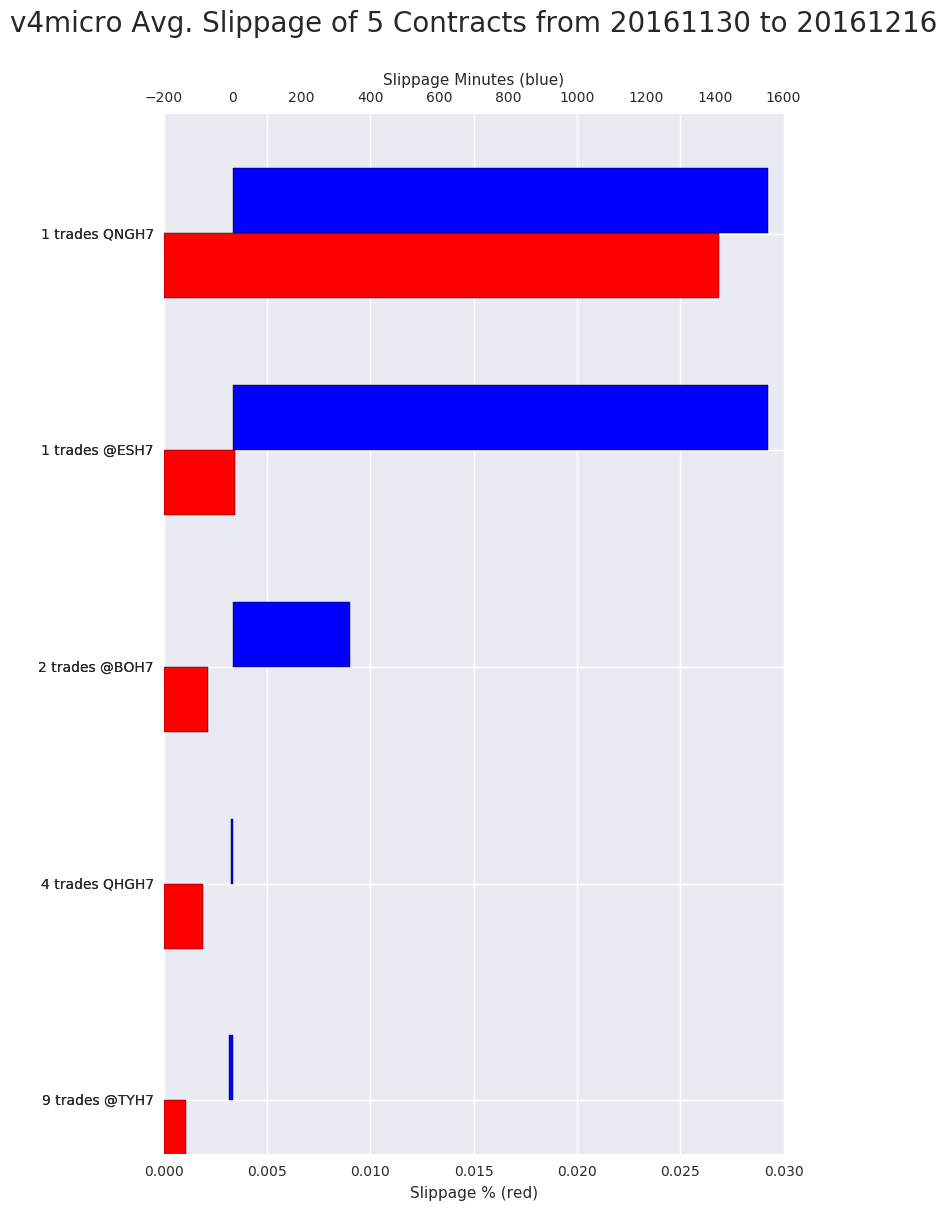 v4micro Avg. Slippage of 5 Contracts from 20161130 to 20161216
Slippage Minutes (blue)
−200 0 200 400 600 800 1000 1200 1400 1600
1 trades QNGH7
1 trades @ESH7
2 trades @BOH7
4 trades QHGH7
9 trades @TYH7
0.000 0.005 0.010 0.015 0.020 0.025 0.030
Slippage % (red)